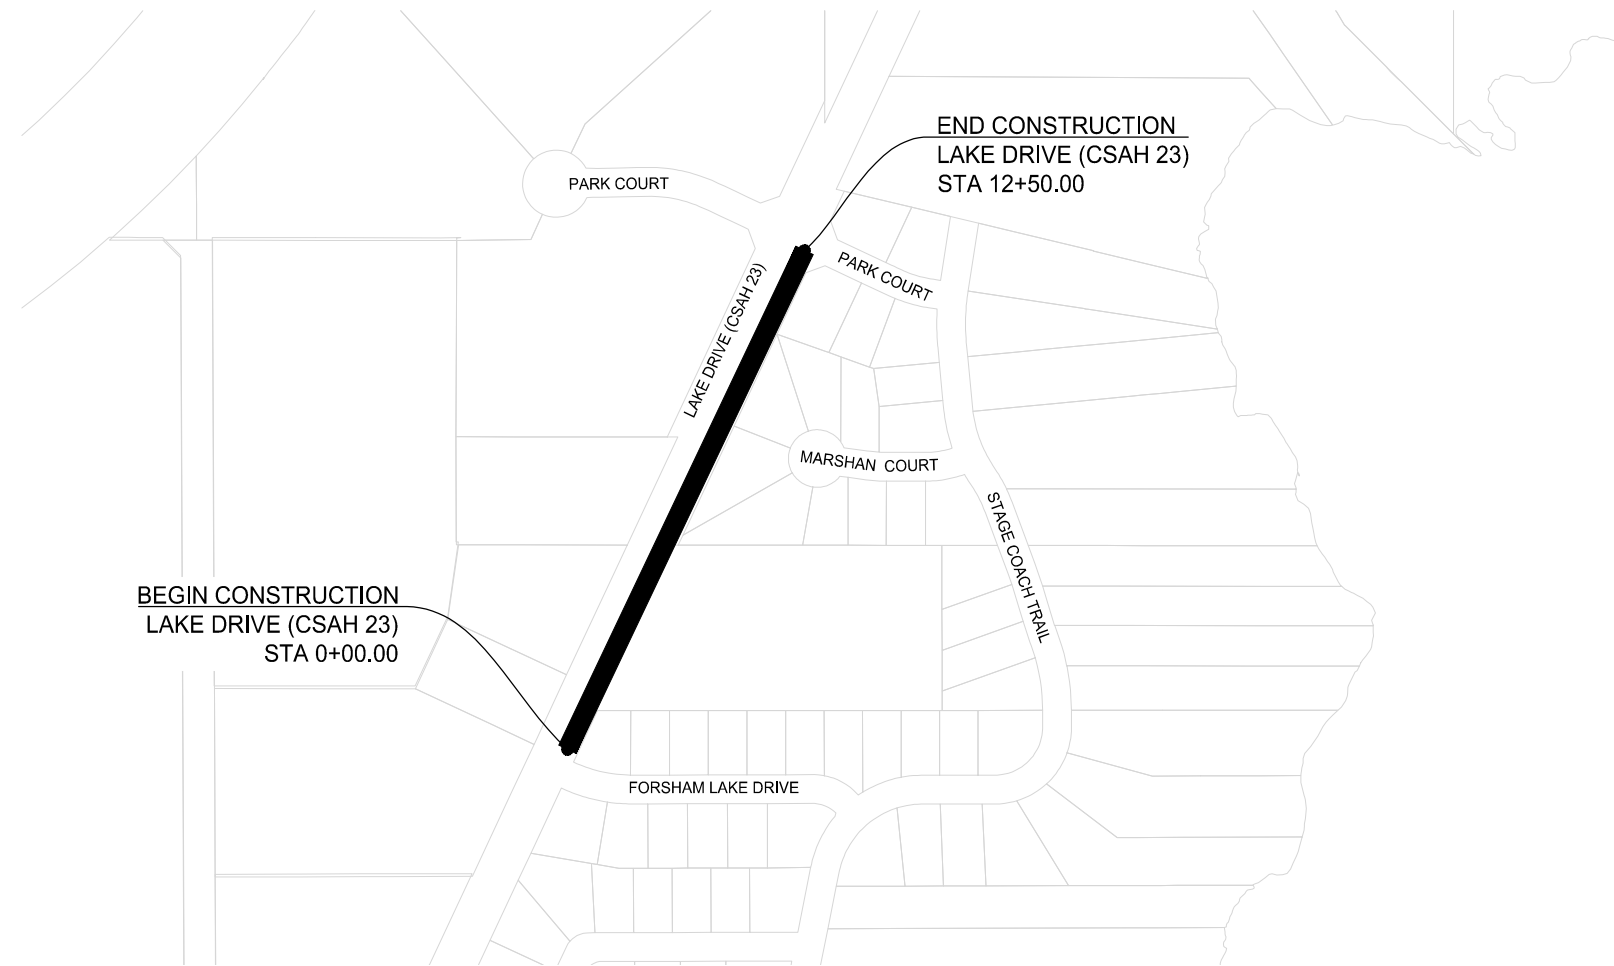 END CONSTRUCTION
LAKE DRIVE (CSAH 23)
STA 12+50.00
PARK COURT
PARK COURT
LAKE DRIVE (CSAH 23)
MARSHAN COURT
STAGE COACH TRAIL
BEGIN CONSTRUCTION
LAKE DRIVE (CSAH 23)
STA 0+00.00
FORSHAM LAKE DRIVE